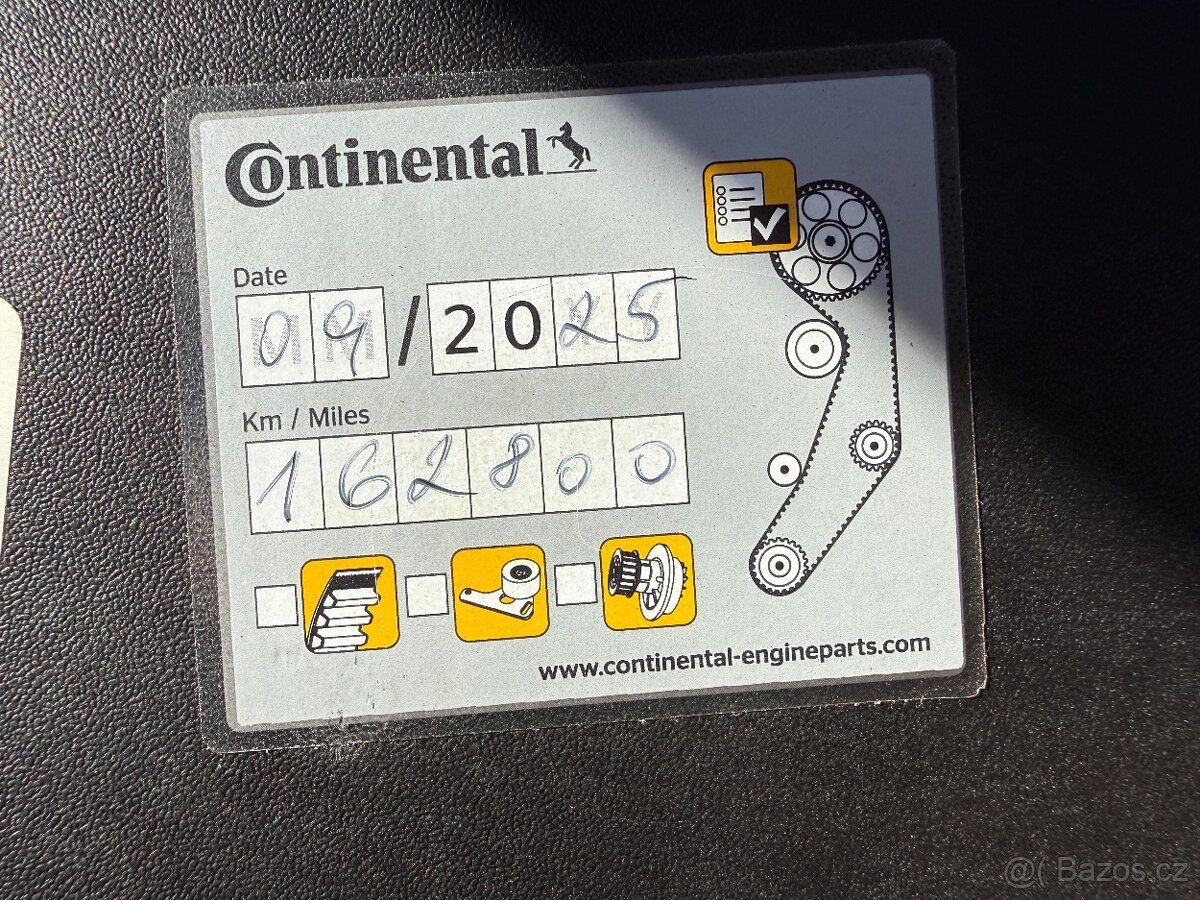 Continental
Date
09/2025
Km / Miles
162800
www.continental-engineparts.com
@( Bazos.cz